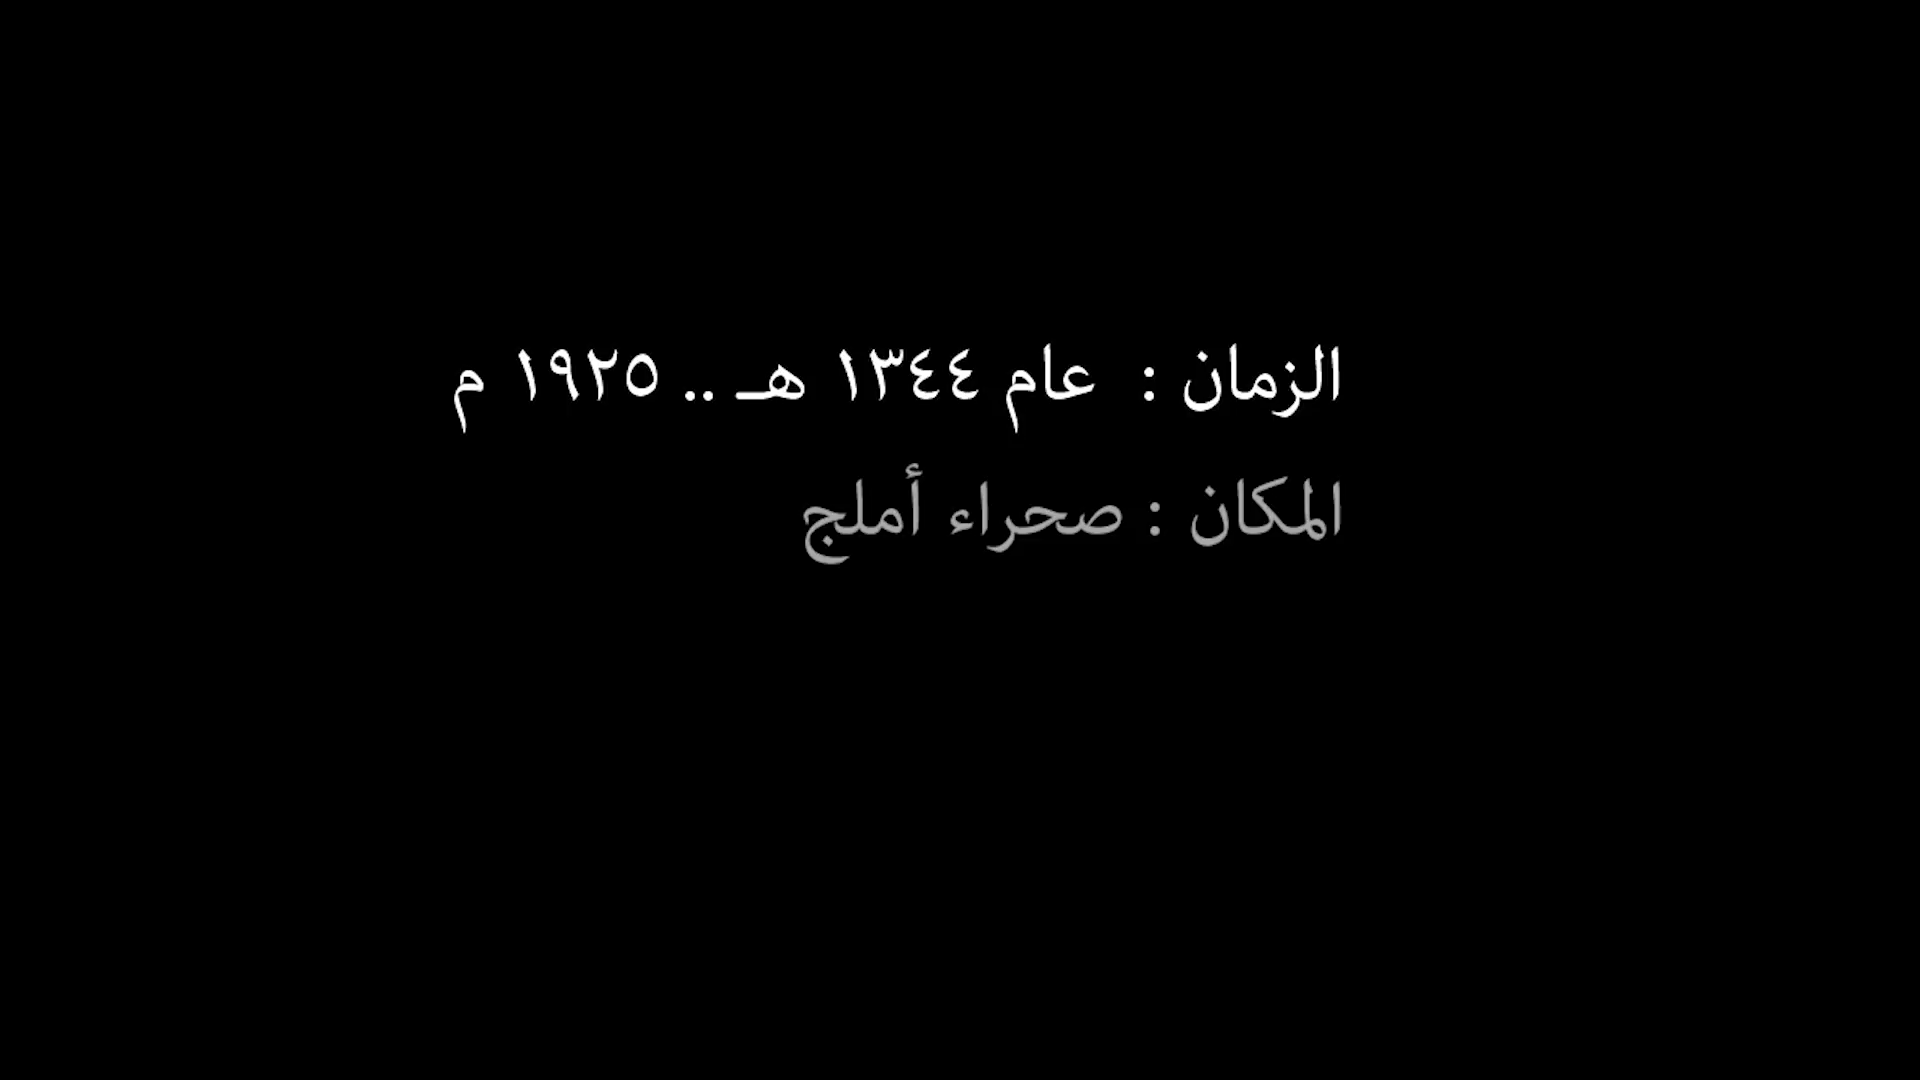 الزمان :  عام ١٣٤٤ هـ .. ١٩٢٥ م
المكان : صحراء أملج